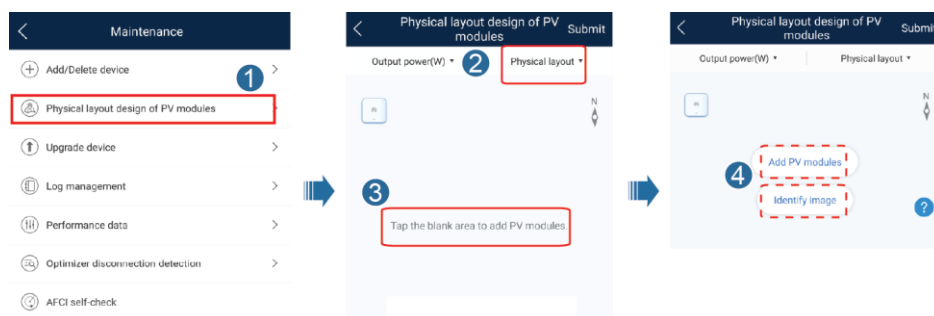 Maintenance
1
Add/Delete device
Physical layout design of PV modules
Upgrade device
Log management
Performance data
Optimizer disconnection detection
AFCI self-check
Physical layout design of PV
modules
Submit
Output power(W)
2
Physical layout
N
3
Tap the blank area to add PV modules.
Physical layout design of PV
modules
Submit
Output power(W)
Physical layout
N
4
Add PV modules
Identify image
?